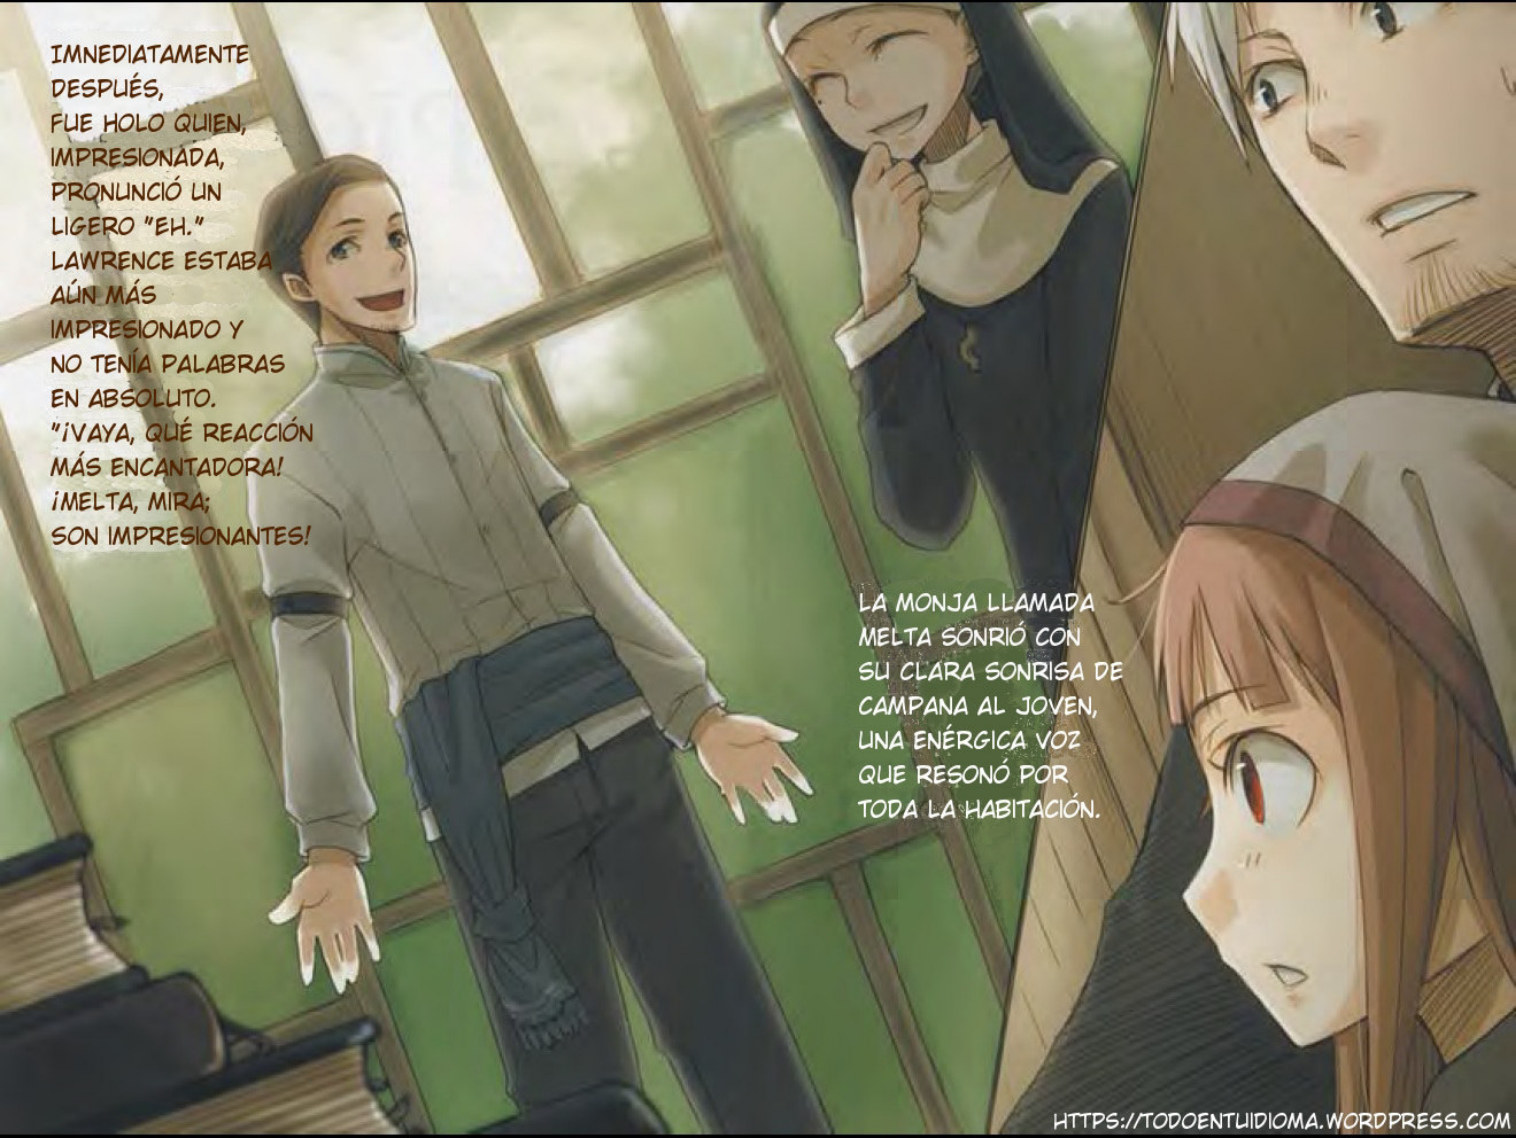 IMNEDIATAMENTE
DESPUÉS,
FUE HOLO QUIEN,
IMPRESIONADA,
PRONUNCIÓ UN
LIGERO "EH."
LAWRENCE ESTABA
AÚN MÁS
IMPRESIONADO Y
NO TENÍA PALABRAS
EN ABSOLUTO.
"¡VAYA, QUÉ REACCIÓN
MÁS ENCANTADORA!
¡MELTA, MIRA;
SON IMPRESIONANTES!
LA MONJA LLAMADA
MELTA SONRIÓ CON
SU CLARA SONRISA DE
CAMPANA AL JOVEN,
UNA ENÉRGICA VOZ
QUE RESONÓ POR
TODA LA HABITACIÓN.
HTTPS://TODOENTUIDIOMA.WORDPRESS.COM